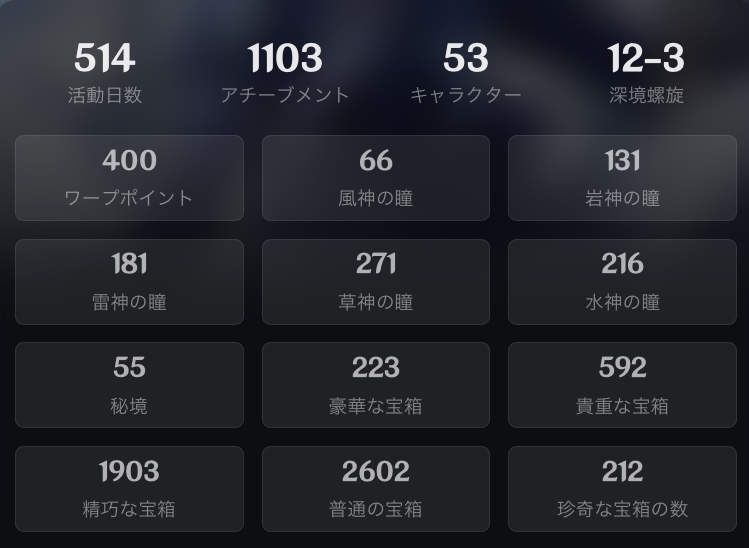 514 1103 53 12-3
活動日数 アチーブメント キャラクター 深境螺旋
400 66 131
ワープポイント 風神の瞳 岩神の瞳
181 271 216
雷神の瞳 草神の瞳 水神の瞳
55 223 592
秘境 豪華な宝箱 貴重な宝箱
1903 2602 212
精巧な宝箱 普通の宝箱 珍奇な宝箱の数